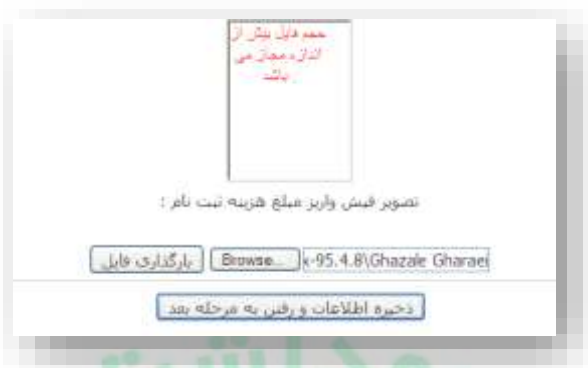 حجم فایل بیش از
اندازه مجاز می
باشد
تصویر فیش واریز مبلغ هزینه ثبت نام :
بارگذاری فایل Browse... k-95.4.8\Ghazale Gharaei
ذخیره اطلاعات و رفتن به مرحله بعد